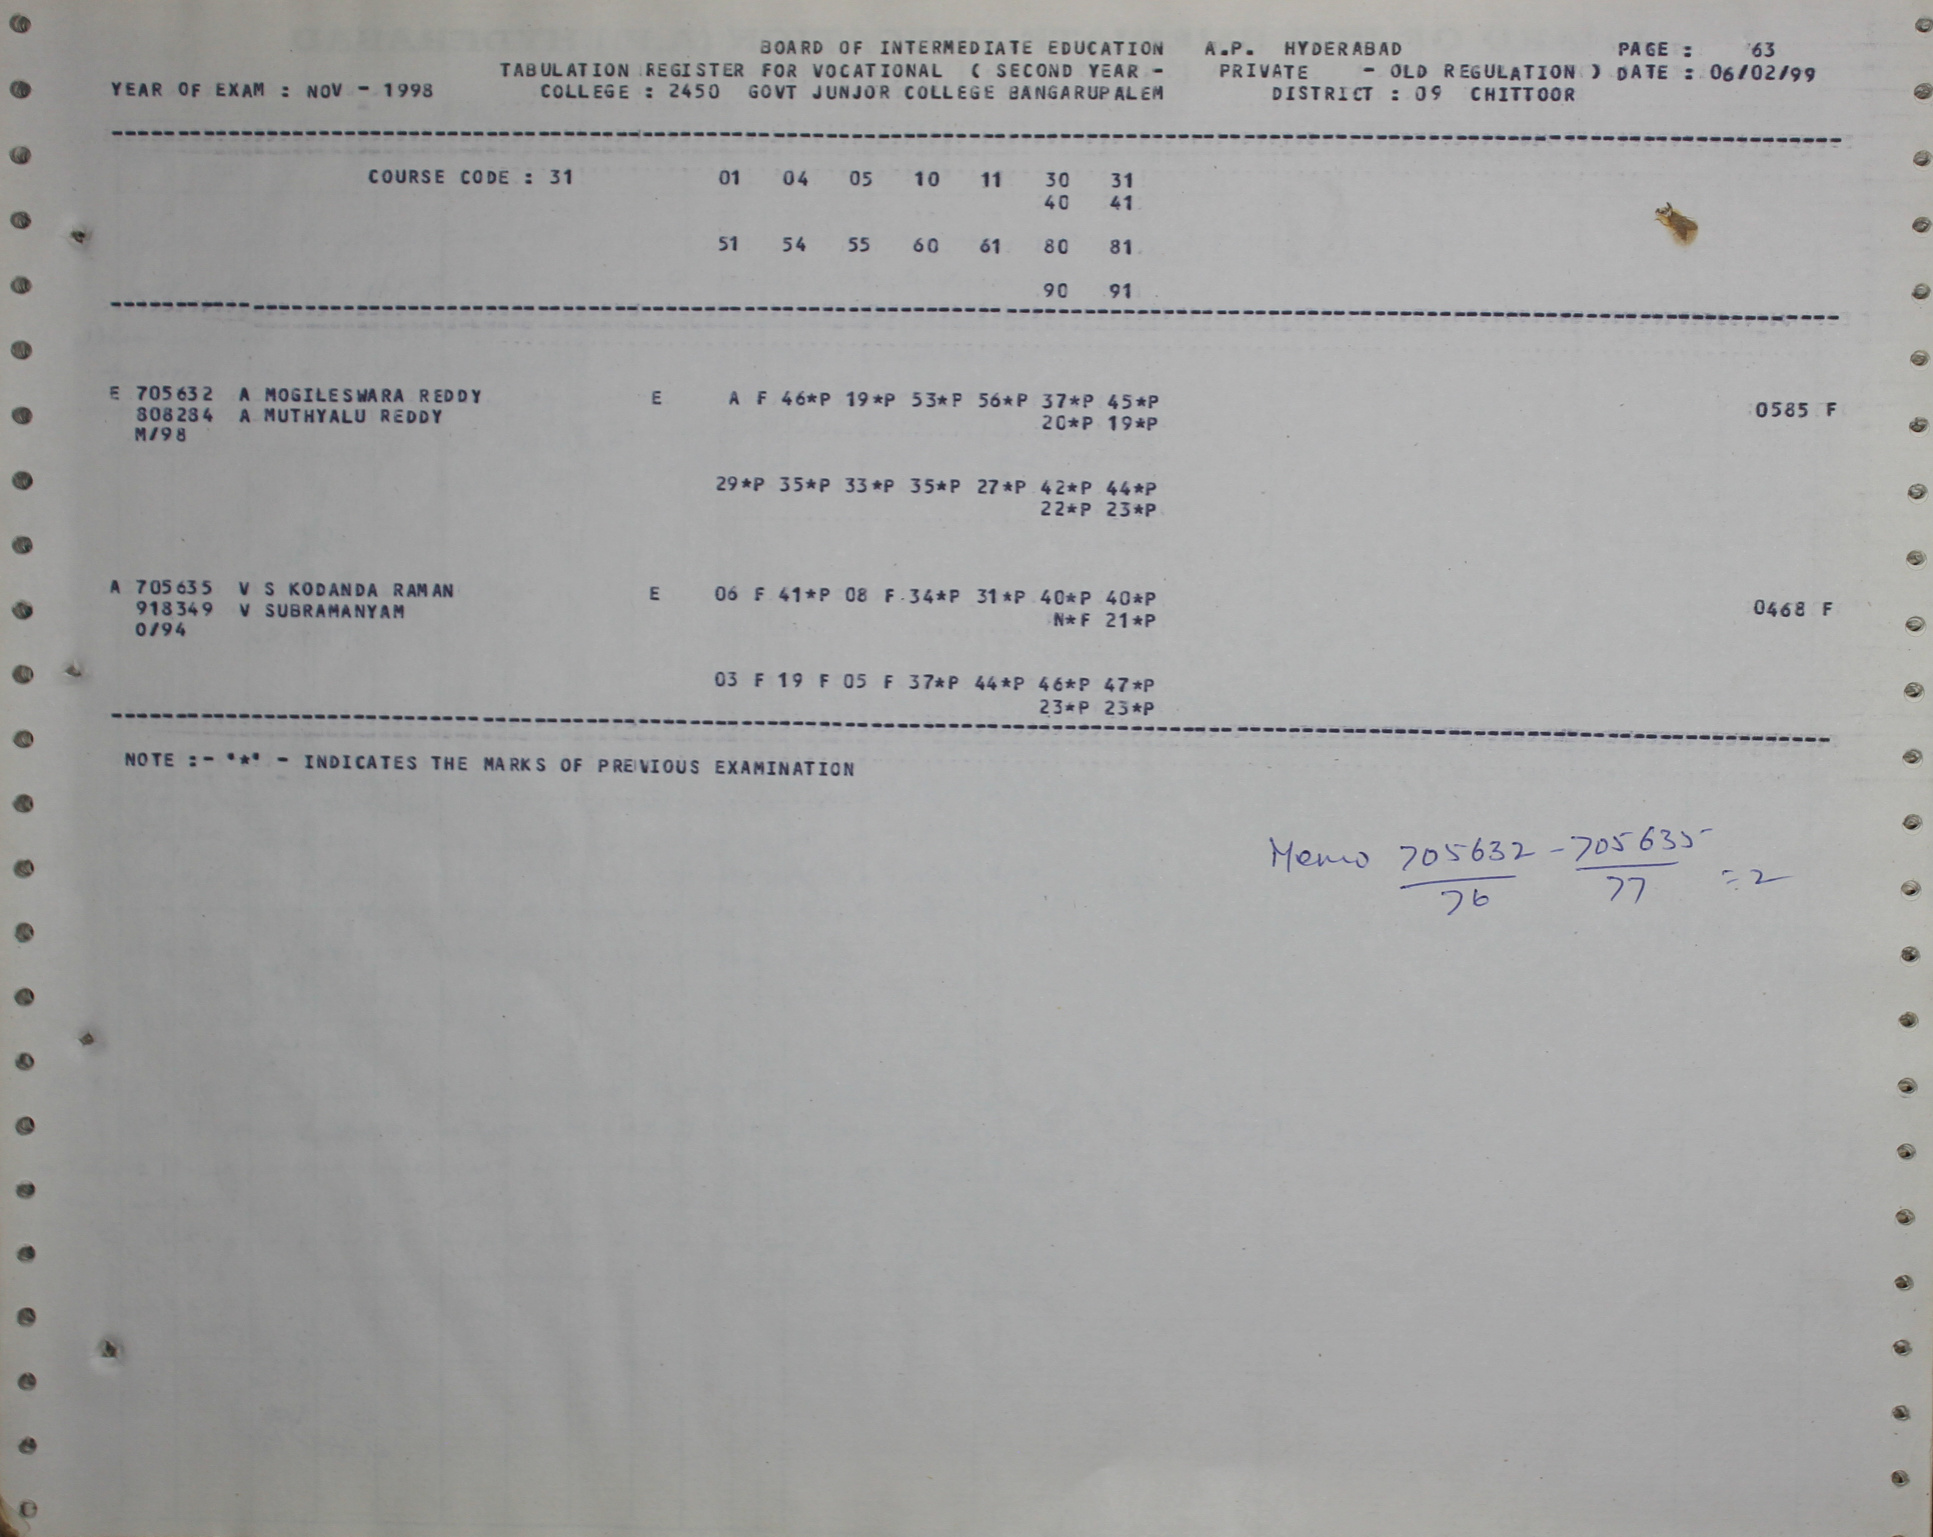 BOARD OF INTERMEDIATE EDUCATION A.P. HYDERABAD PAGE : 63
TABULATION REGISTER FOR VOCATIONAL ( SECOND YEAR - PRIVATE - OLD REGULATION ) DATE : 06/02/99
YEAR OF EXAM : NOV - 1998 COLLEGE : 2450 GOVT JUNJOR COLLEGE BANGARUPALEM DISTRICT : 09 CHITTOOR
COURSE CODE : 31 01 04 05 10 11 30 31
40 41
51 54 55 60 61 80 81
90 91
E 705632 A MOGILESWARA REDDY E A F 46*P 19*P 53*P 56*P 37*P 45*P 0585 F
808284 A MUTHYALU REDDY 20*P 19*P
M/98
29*P 35*P 33*P 35*P 27*P 42*P 44*P
22*P 23*P
A 705635 V S KODANDA RAMAN E 06 F 41*P 08 F 34*P 31*P 40*P 40*P 0468 F
918349 V SUBRAMANYAM N*F 21*P
0/94
03 F 19 F 05 F 37*P 44*P 46*P 47*P
23*P 23*P
NOTE :- "*" - INDICATES THE MARKS OF PREVIOUS EXAMINATION
Memo 705632 - 705635 = 2
76 77